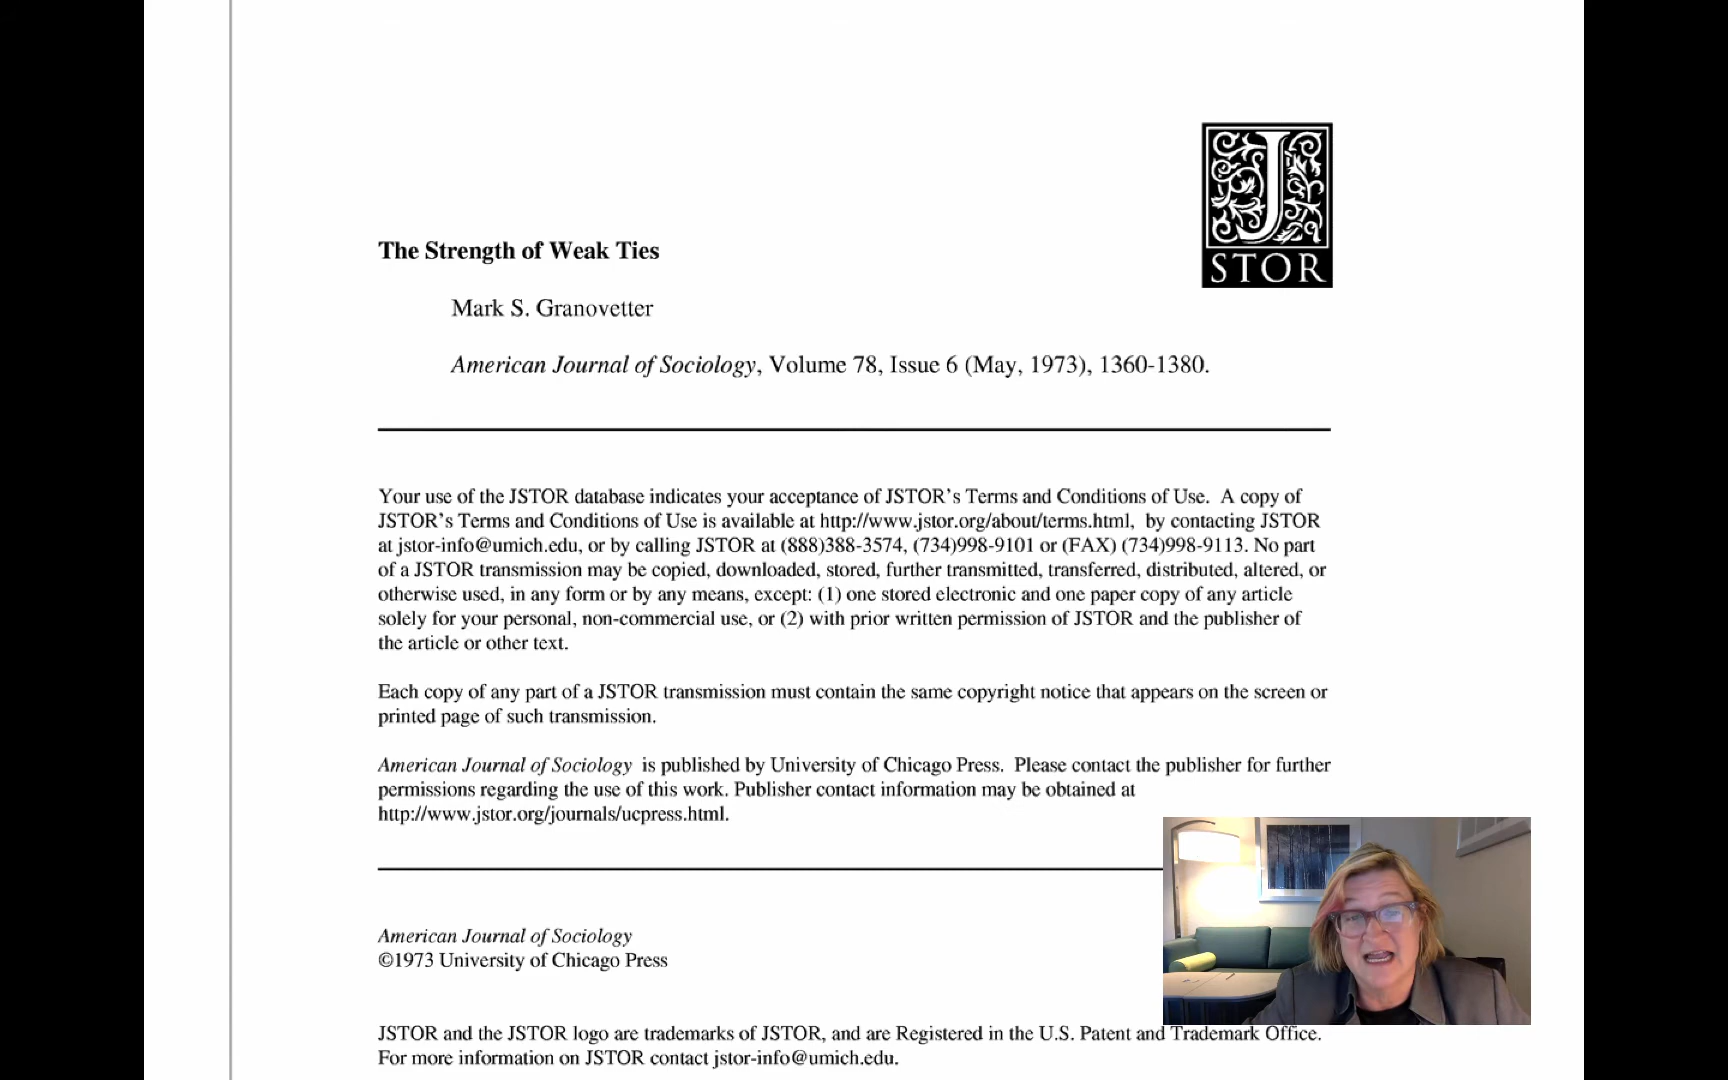 J
STOR
The Strength of Weak Ties
Mark S. Granovetter
American Journal of Sociology, Volume 78, Issue 6 (May, 1973), 1360-1380.
Your use of the JSTOR database indicates your acceptance of JSTOR’s Terms and Conditions of Use.  A copy of
JSTOR’s Terms and Conditions of Use is available at http://www.jstor.org/about/terms.html,  by contacting JSTOR
at jstor-info@umich.edu, or by calling JSTOR at (888)388-3574, (734)998-9101 or (FAX) (734)998-9113. No part
of a JSTOR transmission may be copied, downloaded, stored, further transmitted, transferred, distributed, altered, or
otherwise used, in any form or by any means, except: (1) one stored electronic and one paper copy of any article
solely for your personal, non-commercial use, or (2) with prior written permission of JSTOR and the publisher of
the article or other text.
Each copy of any part of a JSTOR transmission must contain the same copyright notice that appears on the screen or
printed page of such transmission.
American Journal of Sociology  is published by University of Chicago Press.  Please contact the publisher for further
permissions regarding the use of this work. Publisher contact information may be obtained at
http://www.jstor.org/journals/ucpress.html.
American Journal of Sociology
©1973 University of Chicago Press
JSTOR and the JSTOR logo are trademarks of JSTOR, and are Registered in the U.S. Patent and Trademark Office.
For more information on JSTOR contact jstor-info@umich.edu.